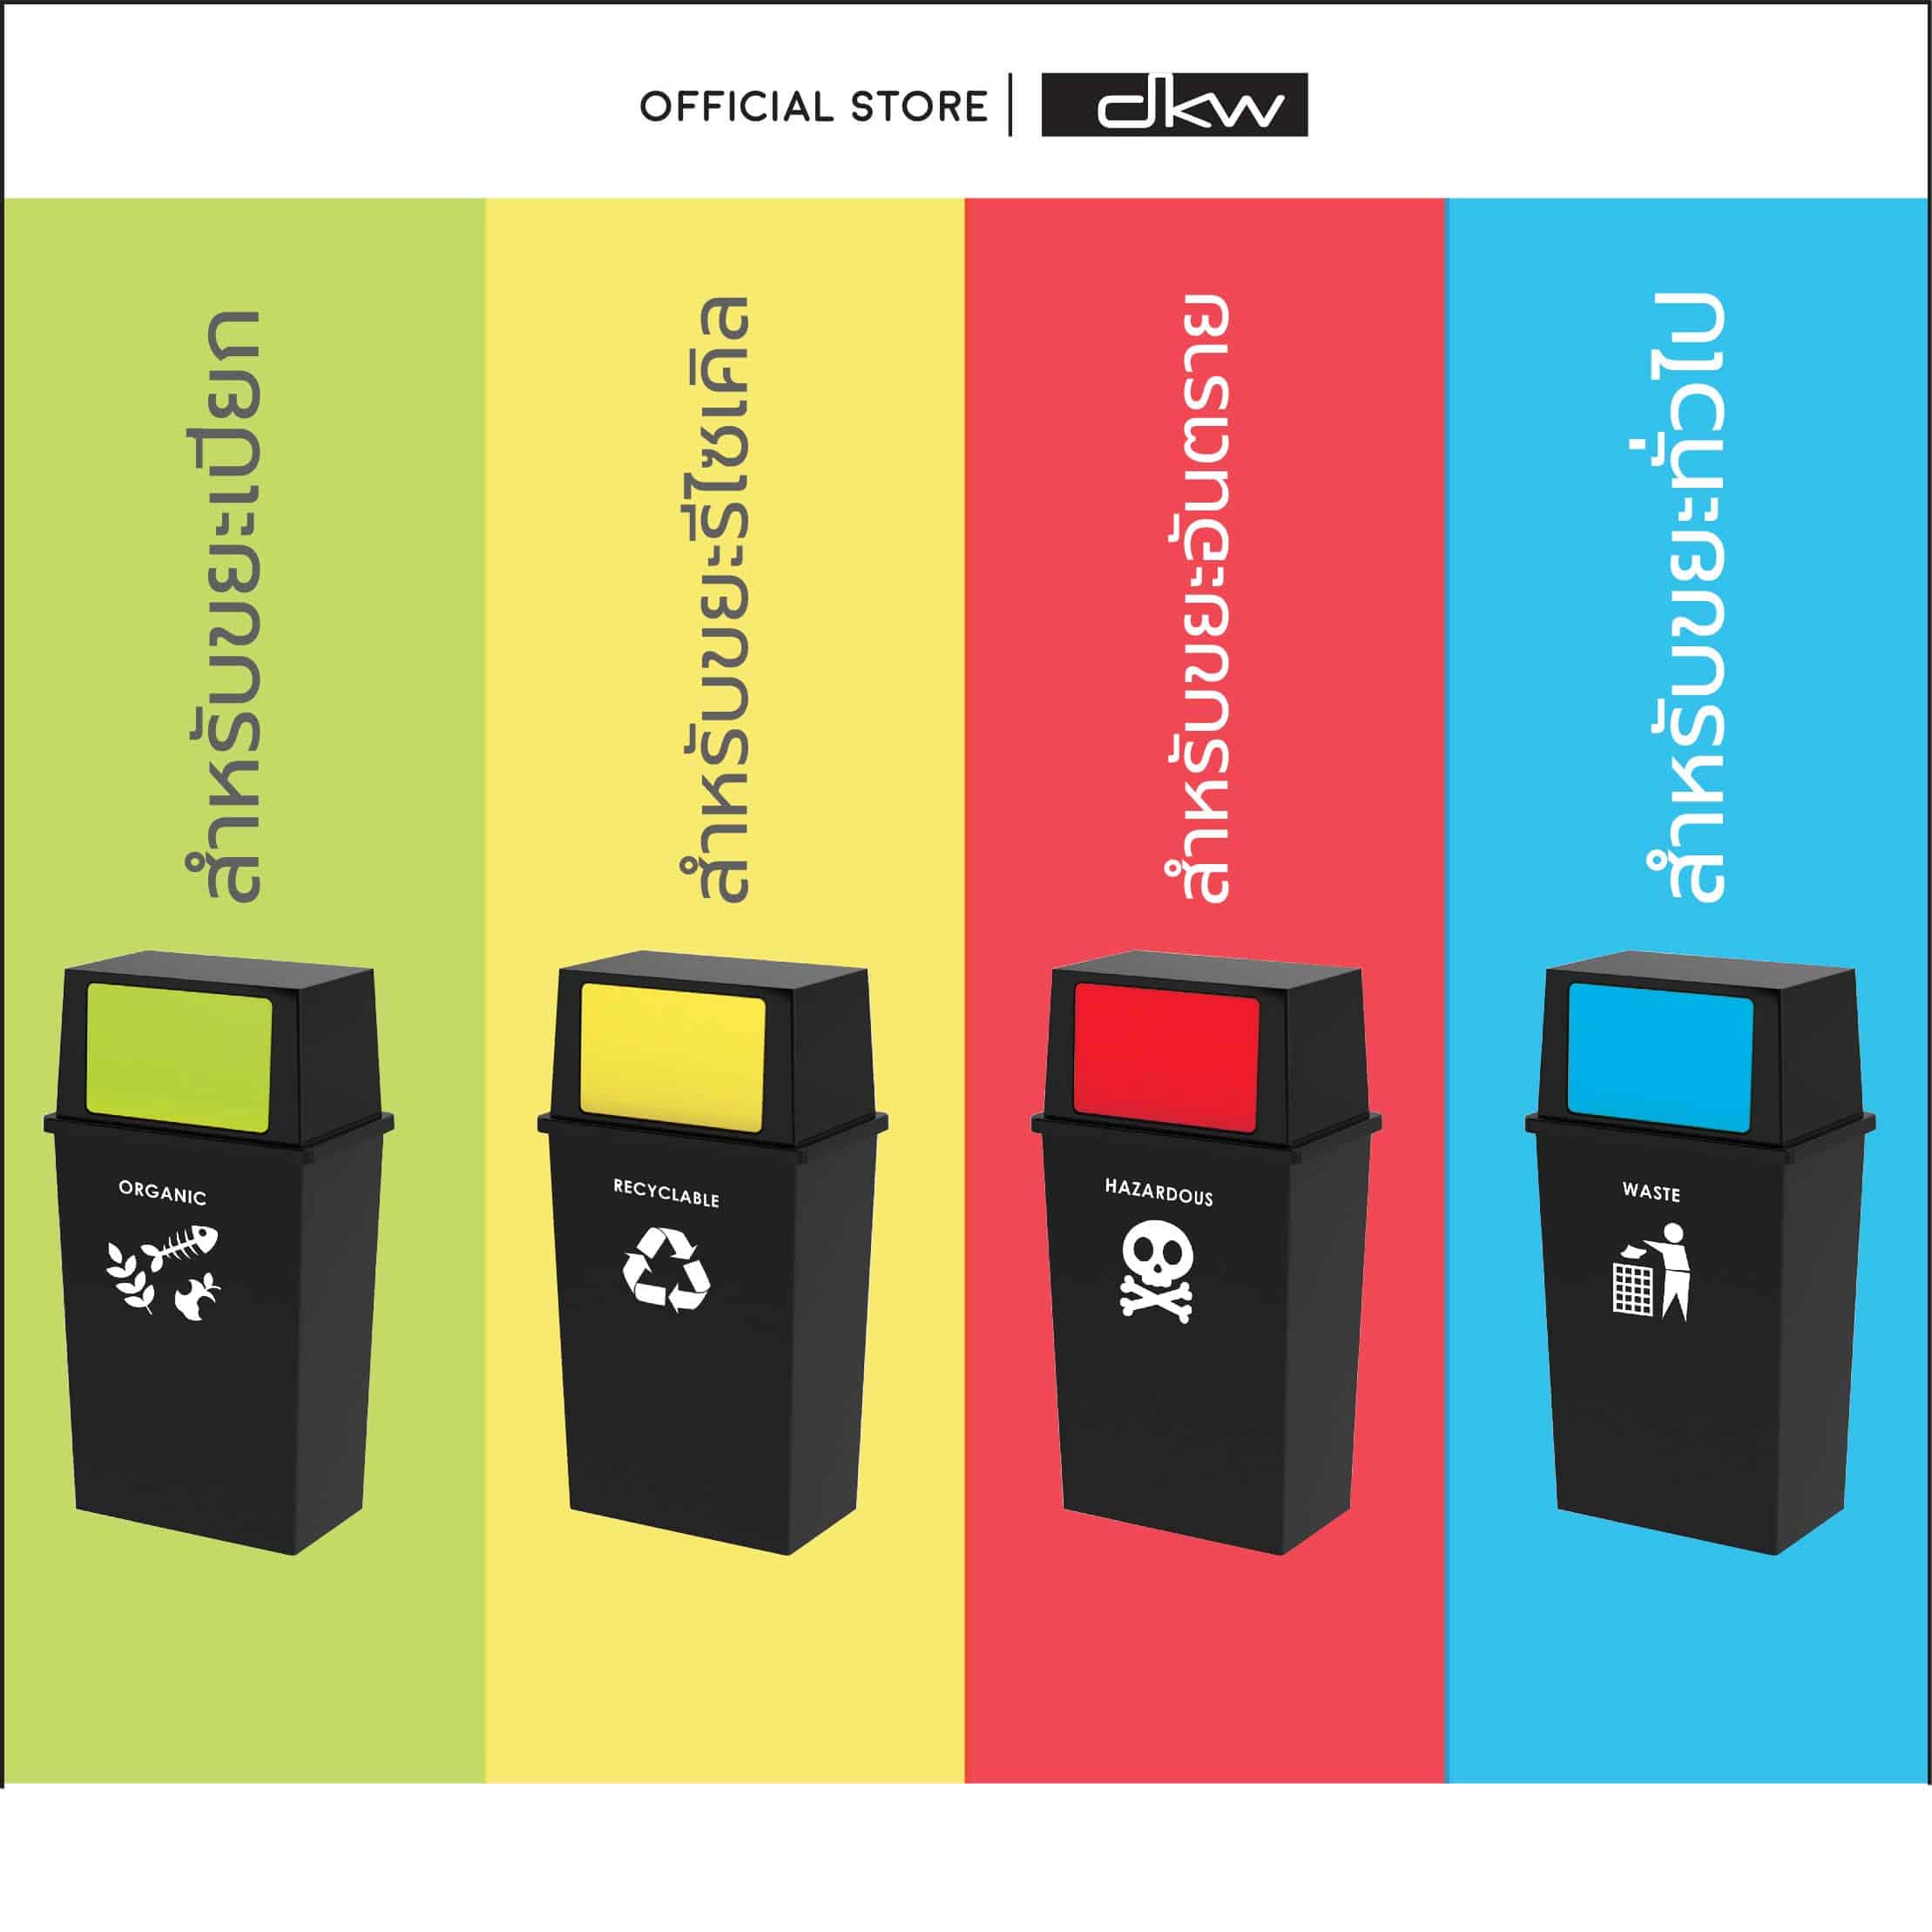 OFFICIAL STORE
dkw
สำหรับขยะเปียก
สำหรับขยะรีไซเคิล
สำหรับขยะอันตราย
สำหรับขยะทั่วไป
ORGANIC
RECYCLABLE
HAZARDOUS
WASTE